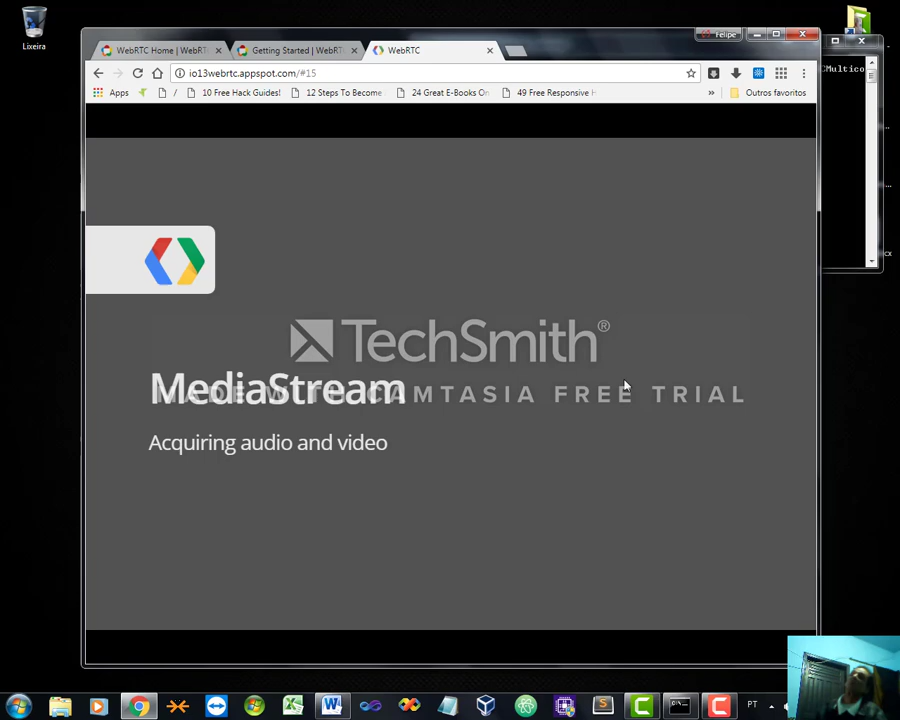 Lixeira
WebRTC Home | WebRT
Getting Started | WebRT
WebRTC
Felipe
io13webrtc.appspot.com/#15
Apps
/
10 Free Hack Guides!
12 Steps To Become
24 Great E-Books On
49 Free Responsive H
»
Outros favoritos
CMultico
TechSmith®
MADE WITH CAMTASIA FREE TRIAL
MediaStream
Acquiring audio and video
PT